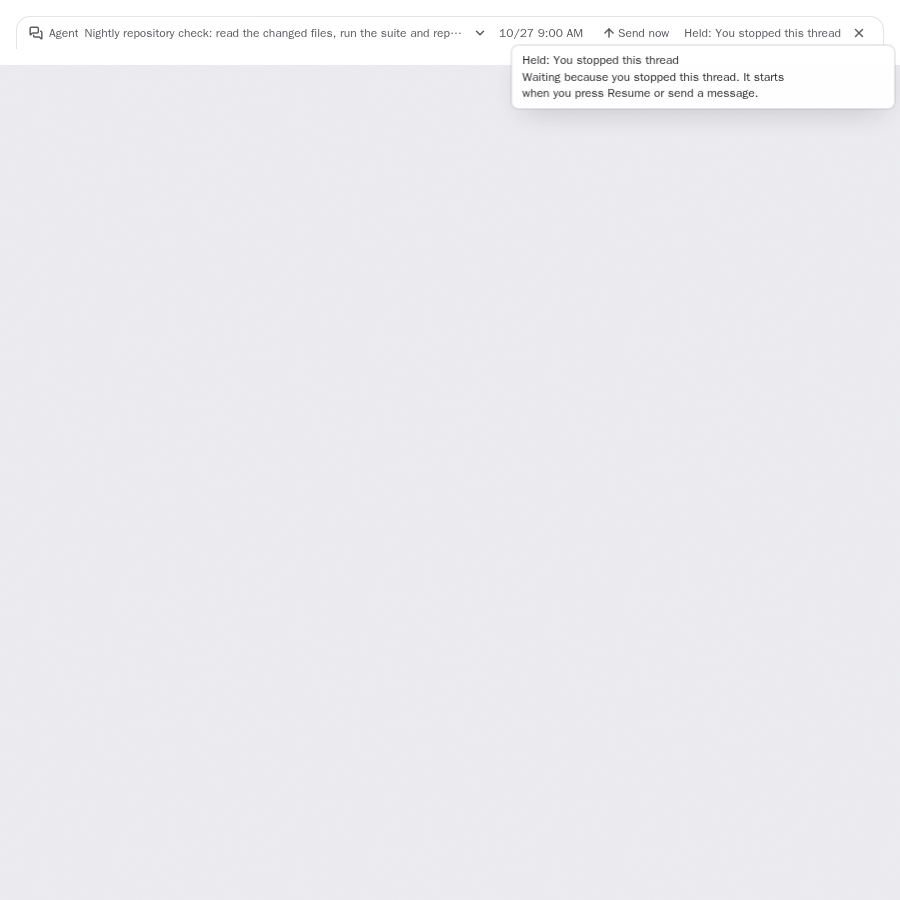 Agent Nightly repository check: read the changed files, run the suite and rep··· 10/27 9:00 AM Send now Held: You stopped this thread
Held: You stopped this thread
Waiting because you stopped this thread. It starts
when you press Resume or send a message.